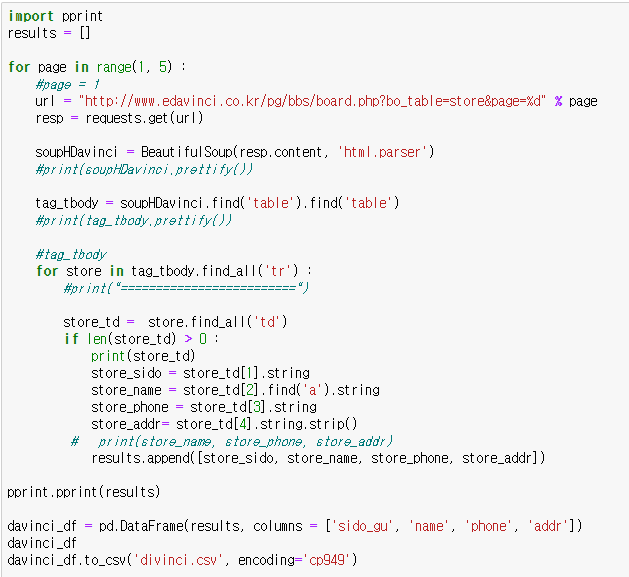 import pprint
results = []
for page in range(1, 5) :
#page = 1
url = "http://www.edavinci.co.kr/pg/bbs/board.php?bo_table=store&page=%d" % page
resp = requests.get(url)
soupHDavinci = BeautifulSoup(resp.content, 'html.parser')
#print(soupHDavinci.prettify())
tag_tbody = soupHDavinci.find('table').find('table')
#print(tag_tbody.prettify())
#tag_tbody
for store in tag_tbody.find_all('tr') :
#print("=========================")
store_td =  store.find_all('td')
if len(store_td) > 0 :
print(store_td)
store_sido = store_td[1].string
store_name = store_td[2].find('a').string
store_phone = store_td[3].string
store_addr= store_td[4].string.strip()
#   print(store_name, store_phone, store_addr)
results.append([store_sido, store_name, store_phone, store_addr])
pprint.pprint(results)
davinci_df = pd.DataFrame(results, columns = ['sido_gu', 'name', 'phone', 'addr'])
davinci_df
davinci_df.to_csv('divinci.csv', encoding='cp949')